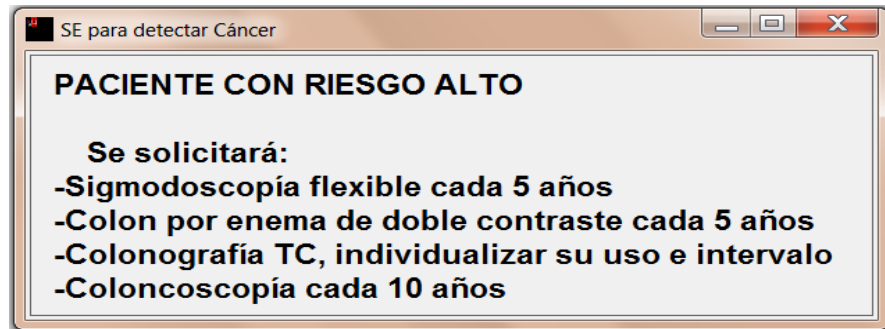 SE para detectar Cáncer
PACIENTE CON RIESGO ALTO
Se solicitará:
-Sigmodoscopía flexible cada 5 años
-Colon por enema de doble contraste cada 5 años
-Colonografía TC, individualizar su uso e intervalo
-Coloncoscopía cada 10 años